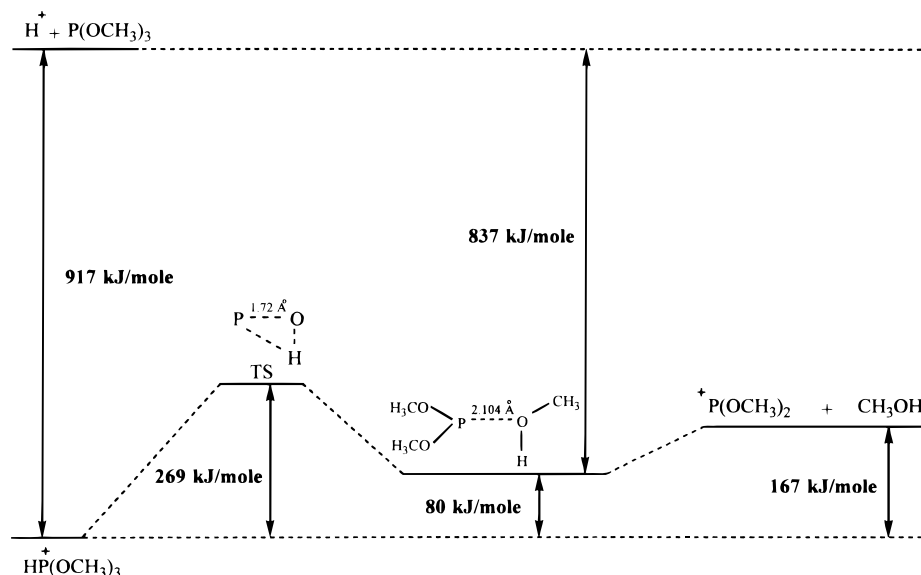 H⁺ + P(OCH₃)₃
837 kJ/mole
917 kJ/mole
1.72 Å
P O
H
TS
H₃CO P 2.104 Å O CH₃
H₃CO
H
⁺P(OCH₃)₂ + CH₃OH
269 kJ/mole
80 kJ/mole
167 kJ/mole
HP⁺(OCH₃)₃